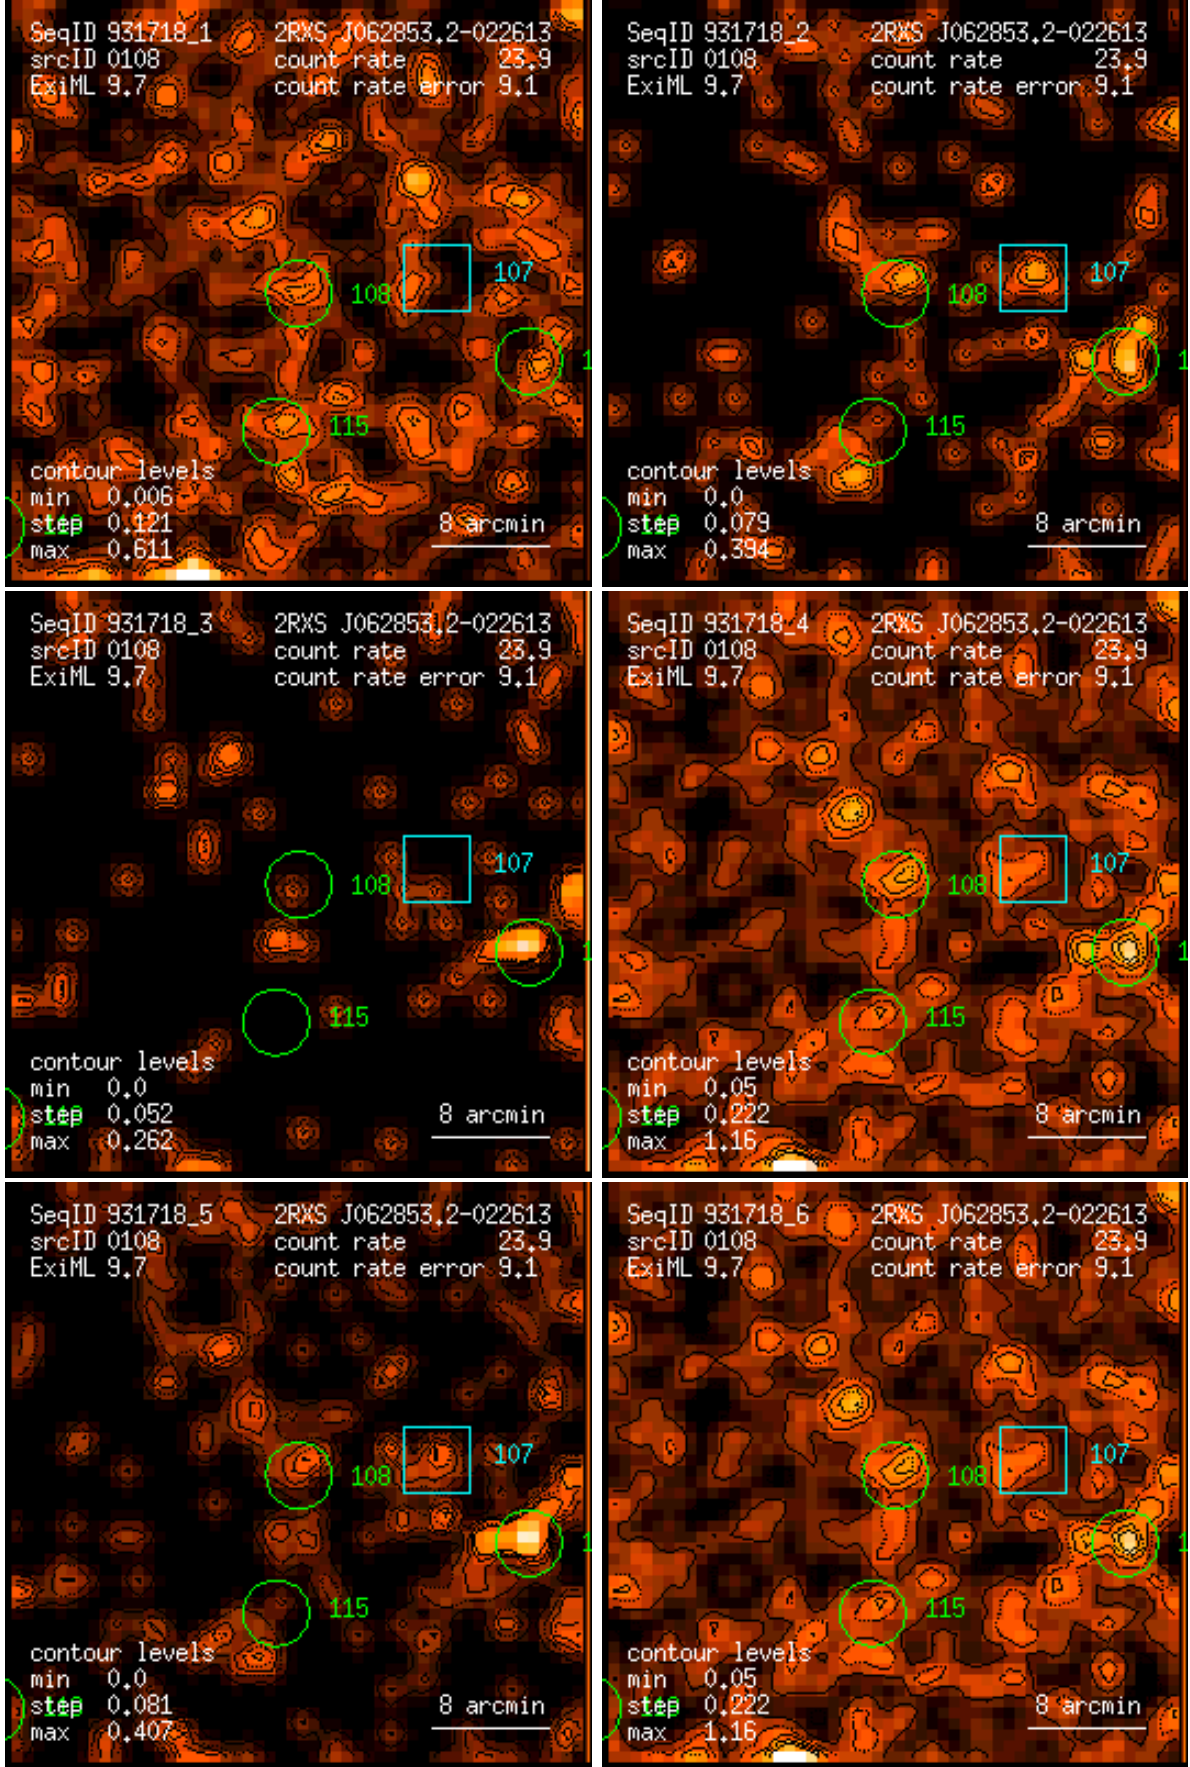 SeqID 931718_1 2RXS J062853.2-022613
srcID 0108 count rate 23.9
ExiML 9.7 count rate error 9.1
107
108
1
115
contour levels
min 0.006
step 0.121 8 arcmin
max 0.611
SeqID 931718_2 2RXS J062853.2-022613
srcID 0108 count rate 23.9
ExiML 9.7 count rate error 9.1
107
108
1
115
contour levels
min 0.0
step 0.079 8 arcmin
max 0.394
SeqID 931718_3 2RXS J062853.2-022613
srcID 0108 count rate 23.9
ExiML 9.7 count rate error 9.1
107
108
1
115
contour levels
min 0.0
step 0.052 8 arcmin
max 0.262
SeqID 931718_4 2RXS J062853.2-022613
srcID 0108 count rate 23.9
ExiML 9.7 count rate error 9.1
107
108
1
115
contour levels
min 0.05
step 0.222 8 arcmin
max 1.16
SeqID 931718_5 2RXS J062853.2-022613
srcID 0108 count rate 23.9
ExiML 9.7 count rate error 9.1
107
108
1
115
contour levels
min 0.0
step 0.081 8 arcmin
max 0.407
SeqID 931718_6 2RXS J062853.2-022613
srcID 0108 count rate 23.9
ExiML 9.7 count rate error 9.1
107
108
1
115
contour levels
min 0.05
step 0.222 8 arcmin
max 1.16